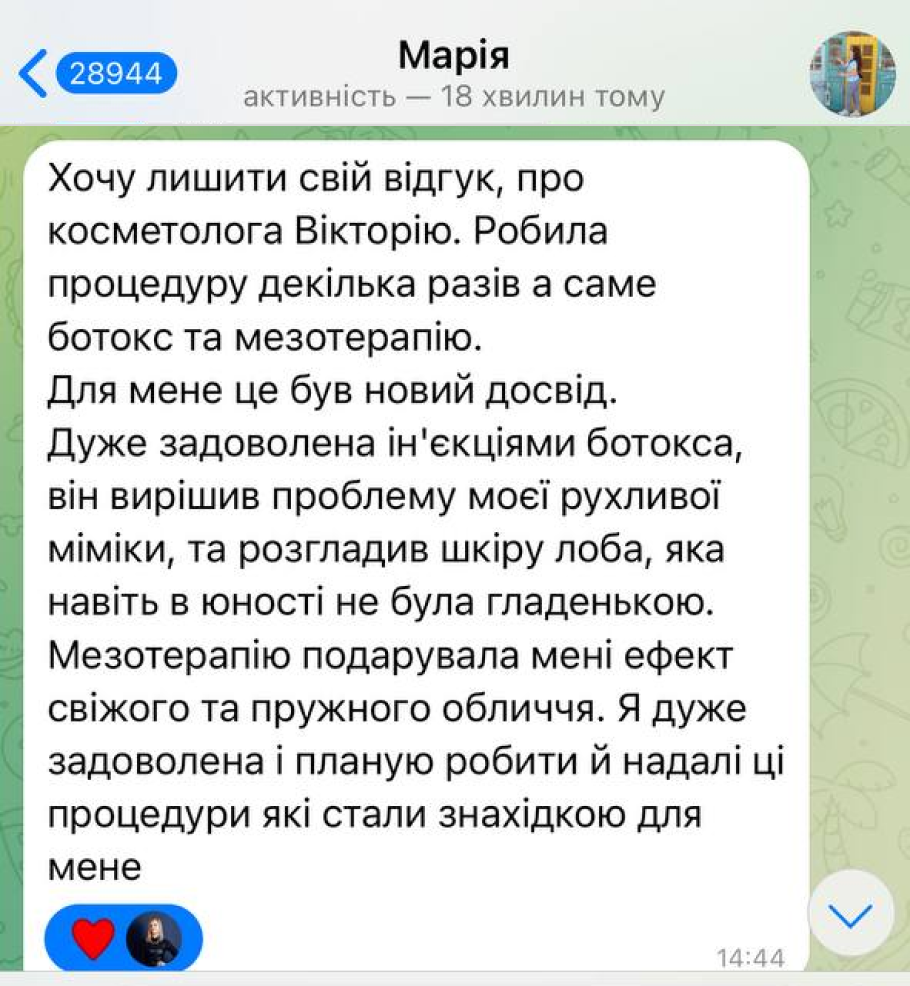 Марія
28944
активність — 18 хвилин тому
Хочу лишити свій відгук, про
косметолога Вікторію. Робила
процедуру декілька разів а саме
ботокс та мезотерапію.
Для мене це був новий досвід.
Дуже задоволена ін'єкціями ботокса,
він вирішив проблему моєї рухливої
міміки, та розгладив шкіру лоба, яка
навіть в юності не була гладенькою.
Мезотерапію подарувала мені ефект
свіжого та пружного обличчя. Я дуже
задоволена і планую робити й надалі ці
процедури які стали знахідкою для
мене
14:44